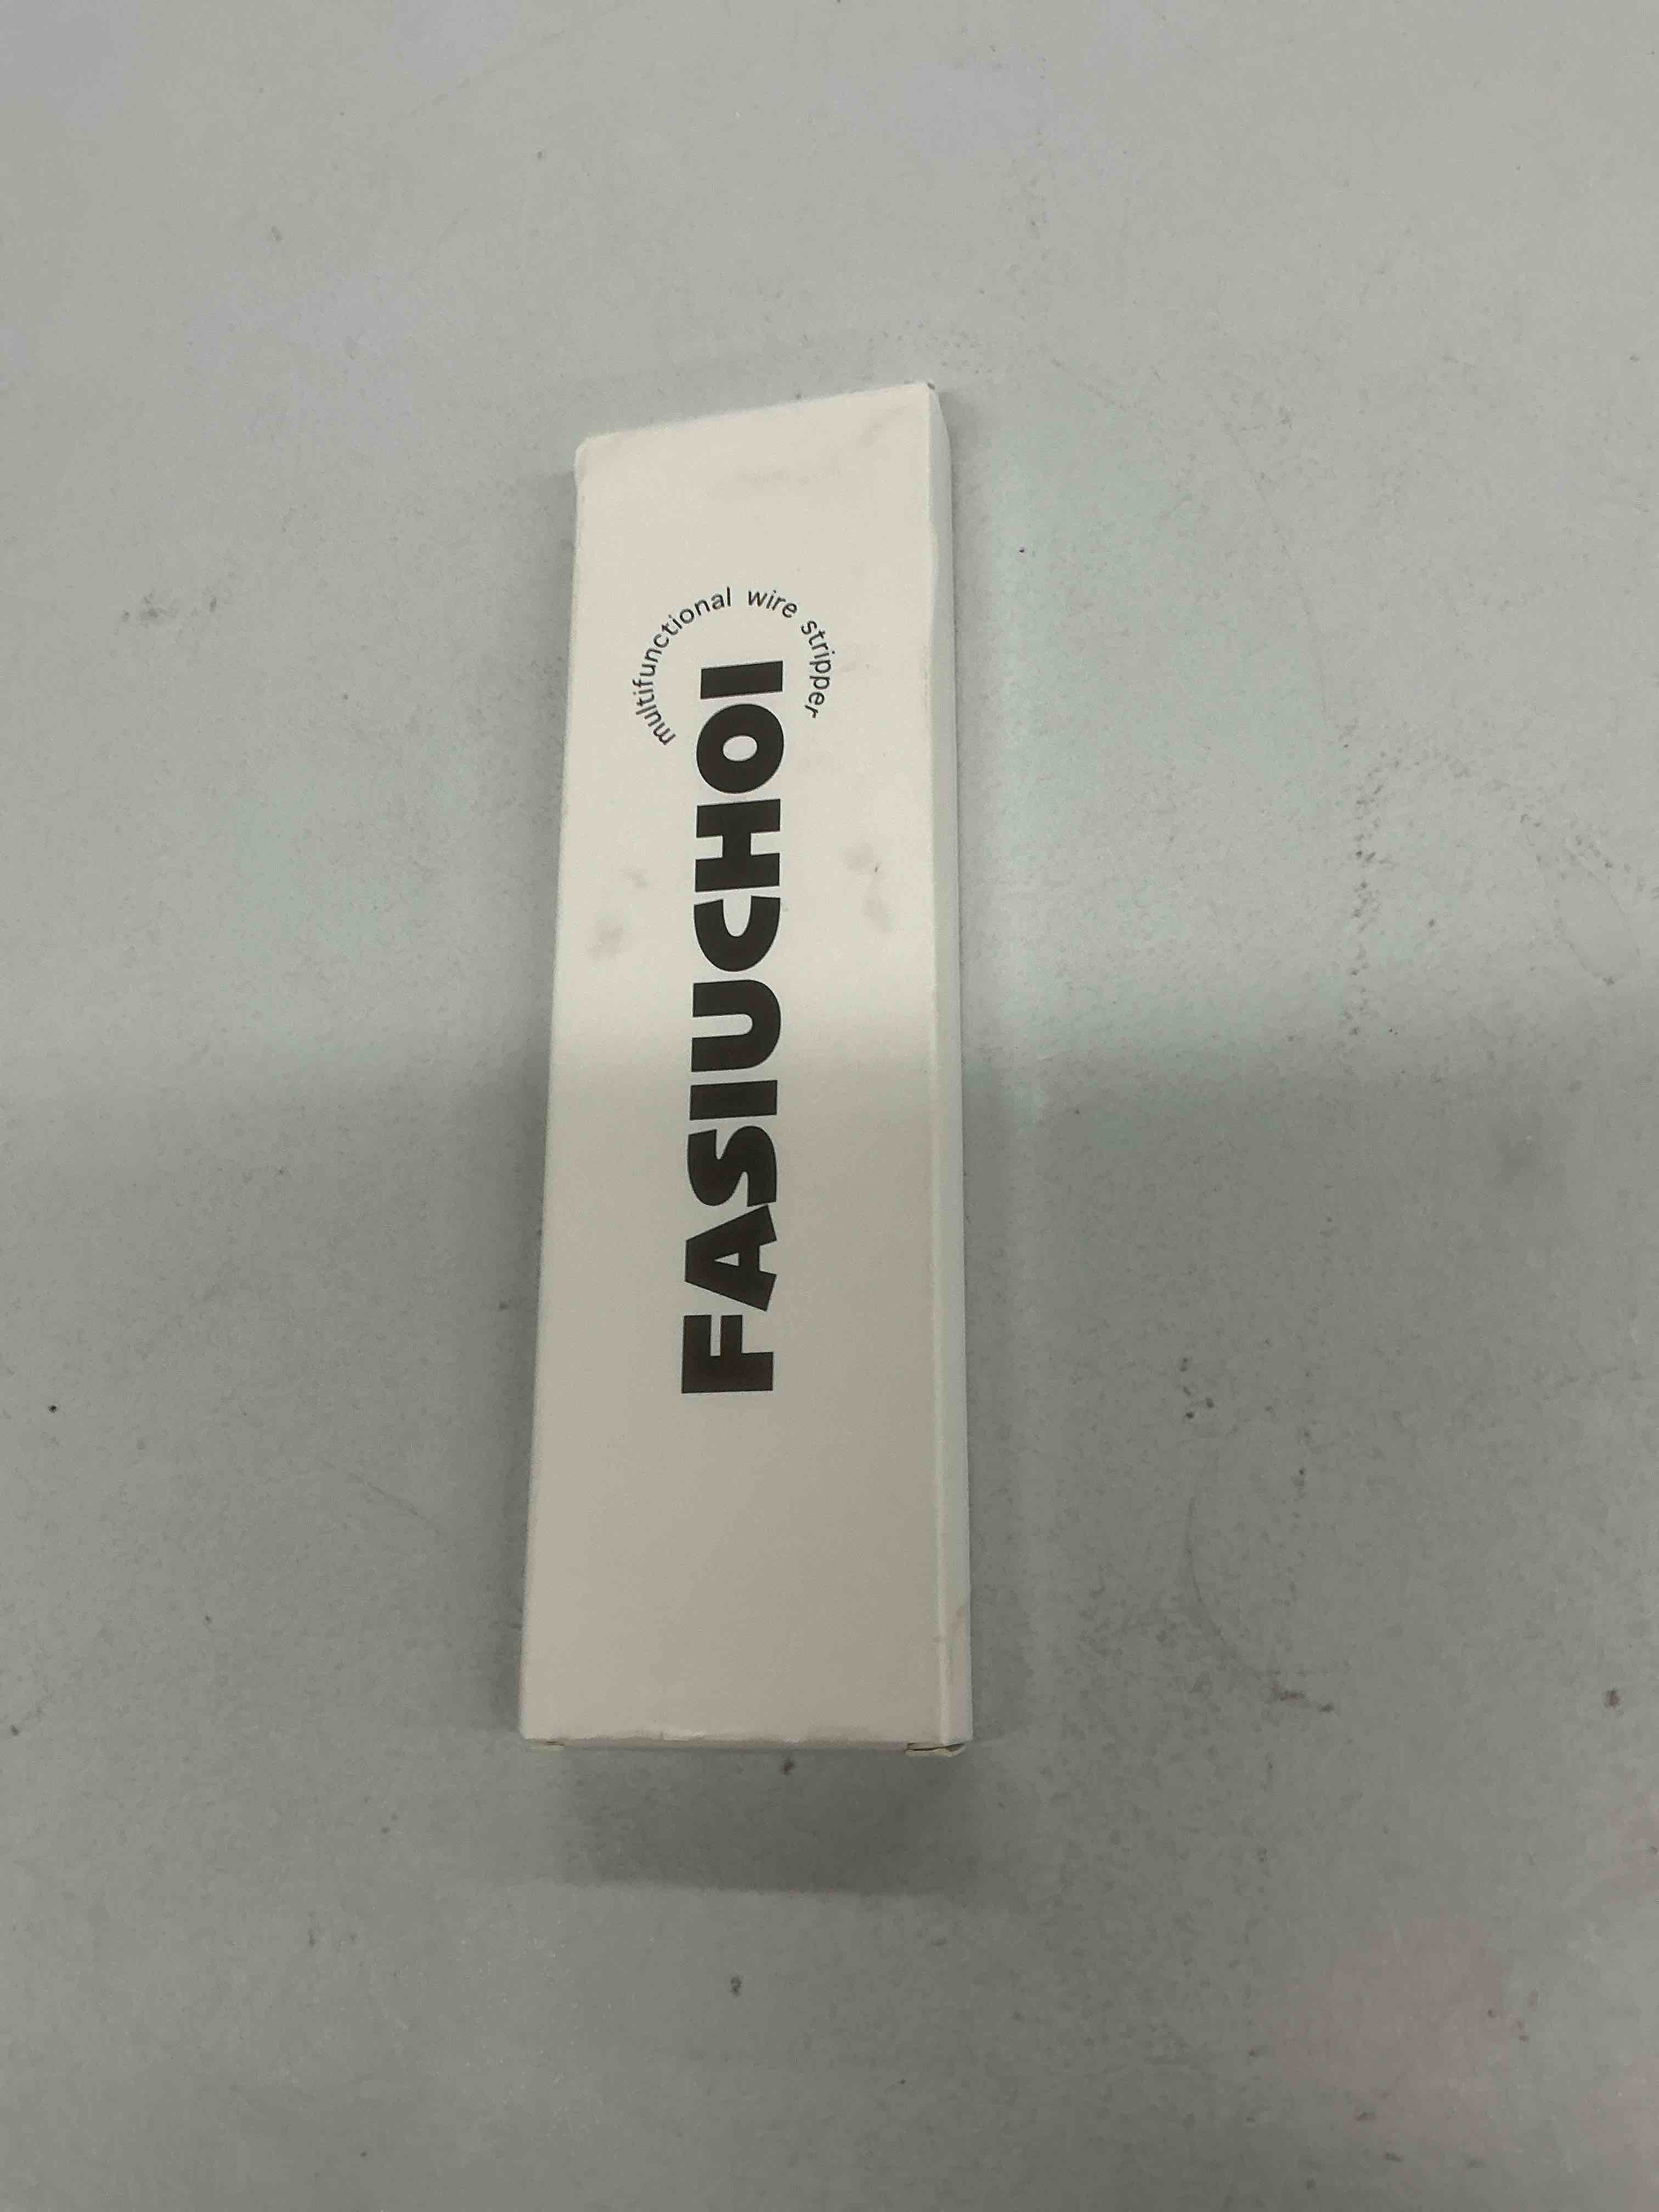 FASIUCHOI
multifunctional wire stripper